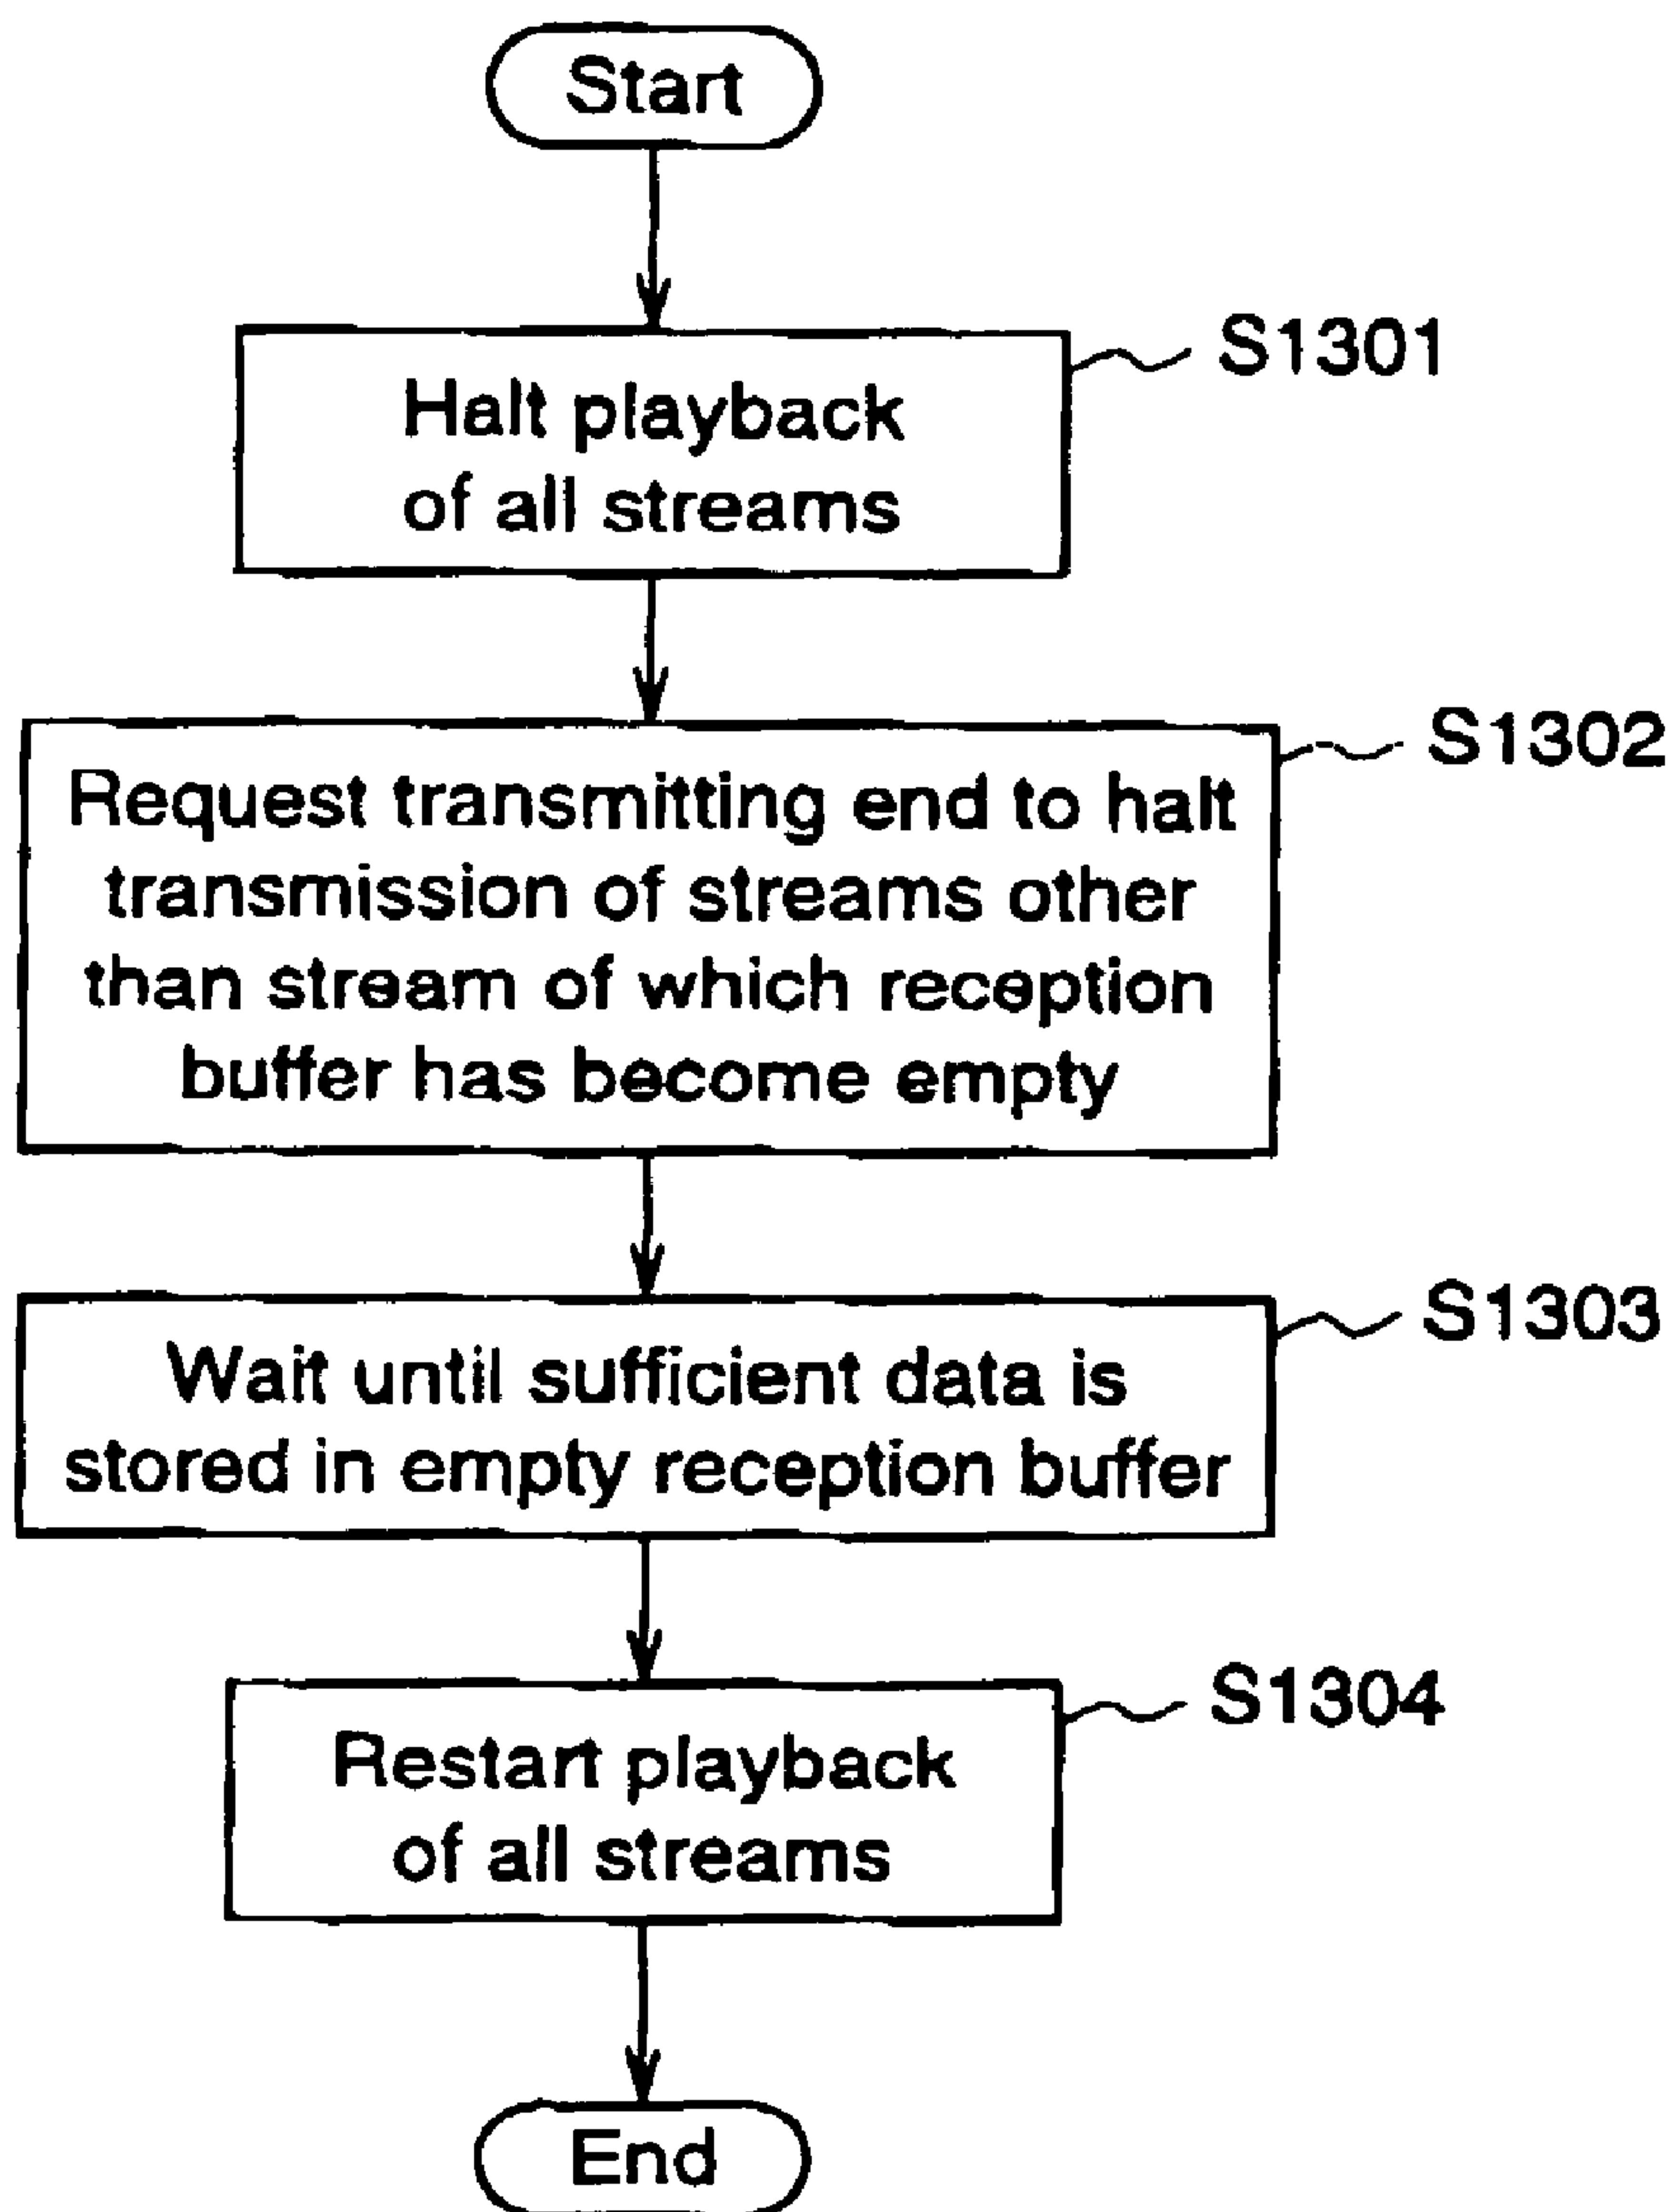 Start
S1301
Halt playback
of all streams
S1302
Request transmitting end to halt
transmission of streams other
than stream of which reception
buffer has become empty
S1303
Wait until sufficient data is
stored in empty reception buffer
S1304
Restart playback
of all streams
End